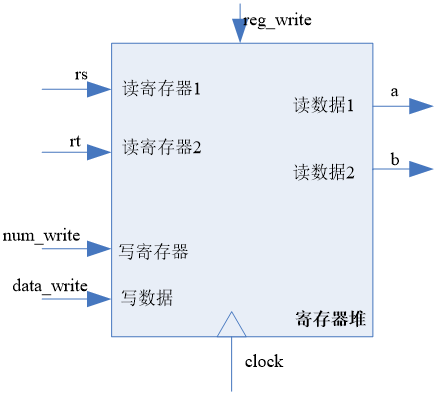 reg_write
rs
读寄存器1
a
读数据1
rt
读寄存器2
b
读数据2
num_write
写寄存器
data_write
写数据
寄存器堆
clock